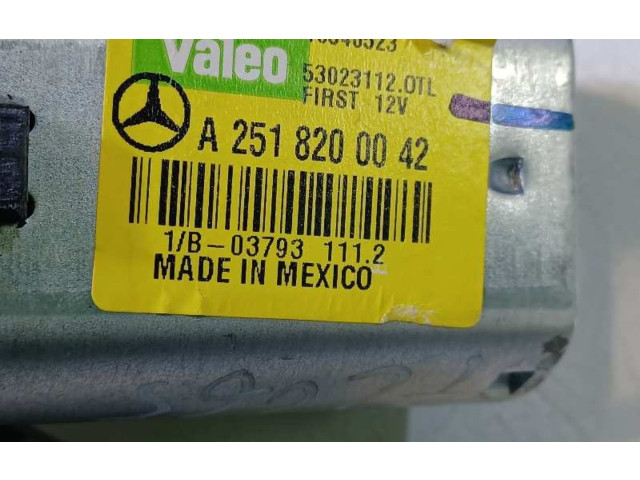 Valeo
53023112.OTL
FIRST 12V
A 251 820 00 42
1/B-03793 111.2
MADE IN MEXICO